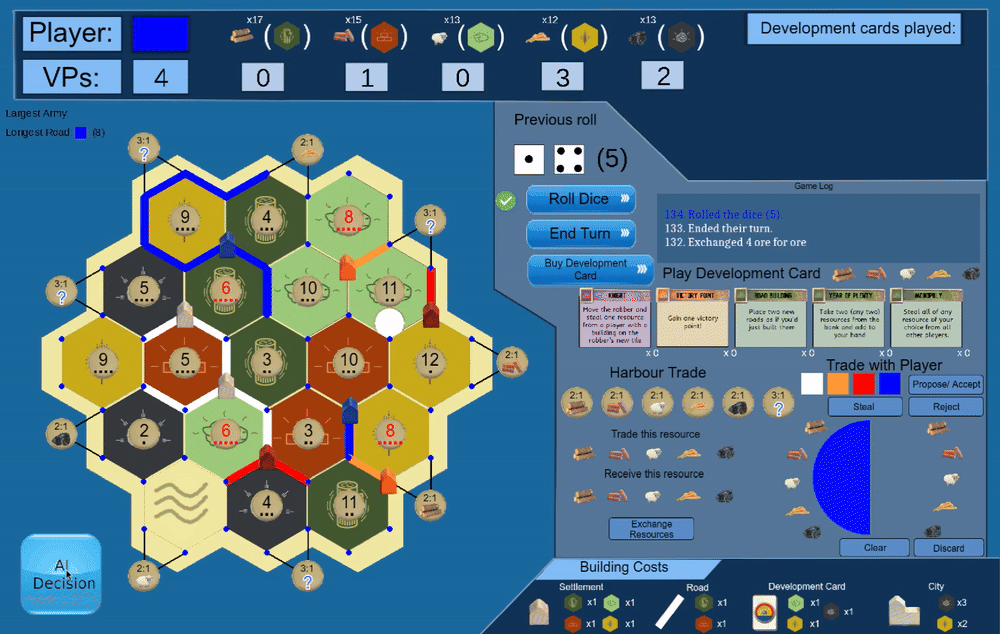 Player:
VPs: 4
x17 x15 x13 x12 x13
0 1 0 3 2
Development cards played:
Largest Army
Longest Road (8)
Previous roll
(5)
Roll Dice
End Turn
Buy Development
Card
Game Log
134. Rolled the dice (5).
133. Ended their turn.
132. Exchanged 4 ore for ore
Play Development Card
KNIGHT
Move the robber and
steal one resource
from a player with a
building on the
robber's new tile
x 0
VICTORY POINT
Gain one victory
point!
x 0
ROAD BUILDING
Place two new
roads as if you'd
just built them
x 0
YEAR OF PLENTY
Take two (any two)
resources from the
bank and add to
your hand
x 0
MONOPOLY
Steal all of any
resource of your
choice from all
other players.
x 0
Harbour Trade
2:1 2:1 2:1 2:1 2:1 3:1
?
Trade this resource
Receive this resource
Exchange
Resources
Trade with Player
Propose/ Accept
Steal
Reject
Clear
Discard
3:1
?
2:1
9 4 8
3:1
?
3:1
?
5 6 10 11
9 5 3 10 12
2:1
2:1
2 6 3 8
4 11
2:1
2:1
3:1
?
AI
Decision
Building Costs
Settlement
x1 x1
x1 x1
Road
x1
x1
Development Card
x1
x1
x1
City
x3
x2